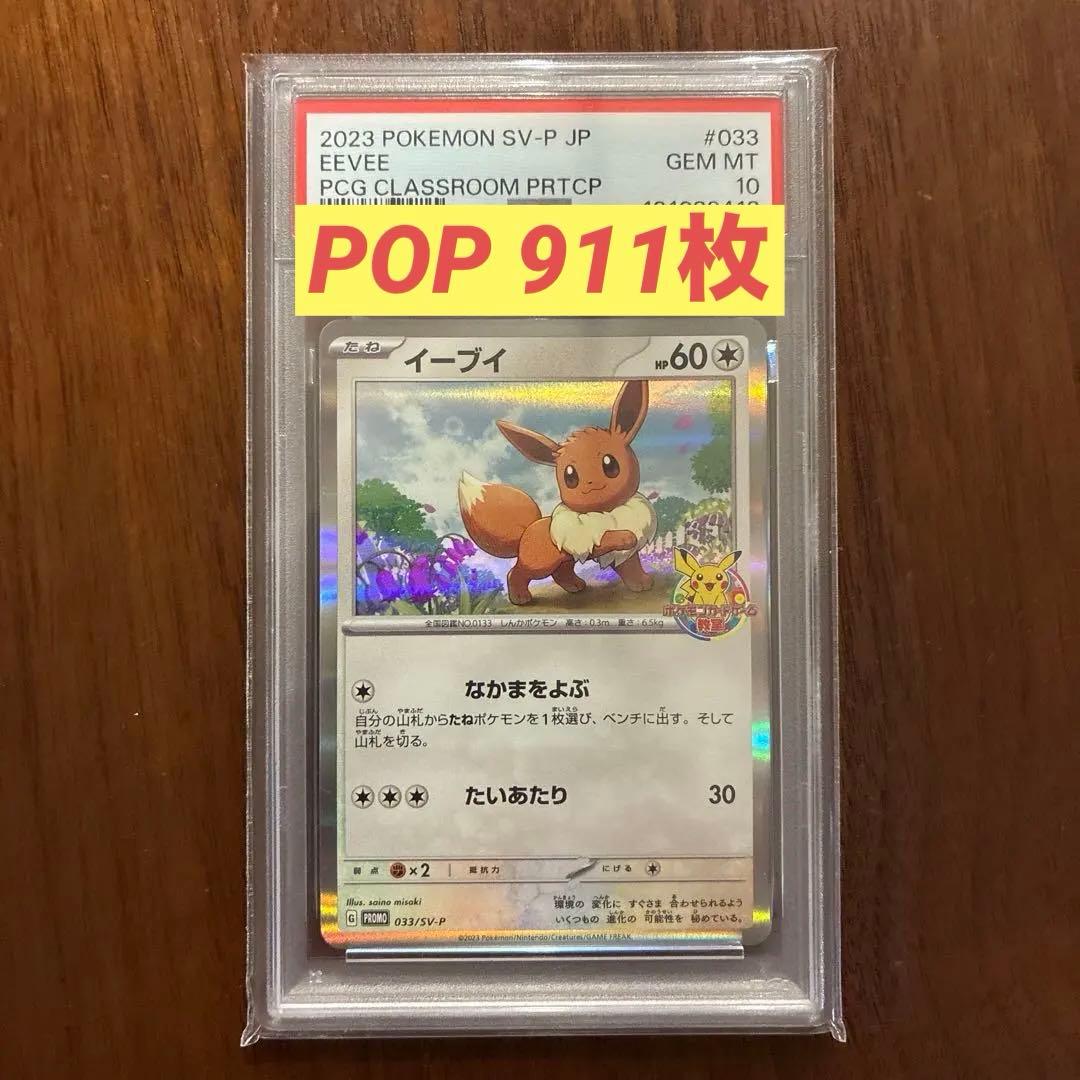 2023 POKEMON SV-P JP #033
EEVEE GEM MT
PCG CLASSROOM PRTCP 10
POP 911枚
たね イーブイ HP60
ポケモンカードゲーム
教室
全国図鑑NO.0133 しんかポケモン 高さ:0.3m 重さ:6.5kg
なかまをよぶ
自分の山札からたねポケモンを1枚選び、ベンチに出す。そして
山札を切る。
たいあたり 30
弱点 ×2 抵抗力 にげる
Illus. saino misaki
環境の 変化に すぐさま 合わせられるよう
いくつもの 進化の 可能性を 秘めている。
G PROMO 033/SV-P
©2023 Pokémon/Nintendo/Creatures/GAME FREAK